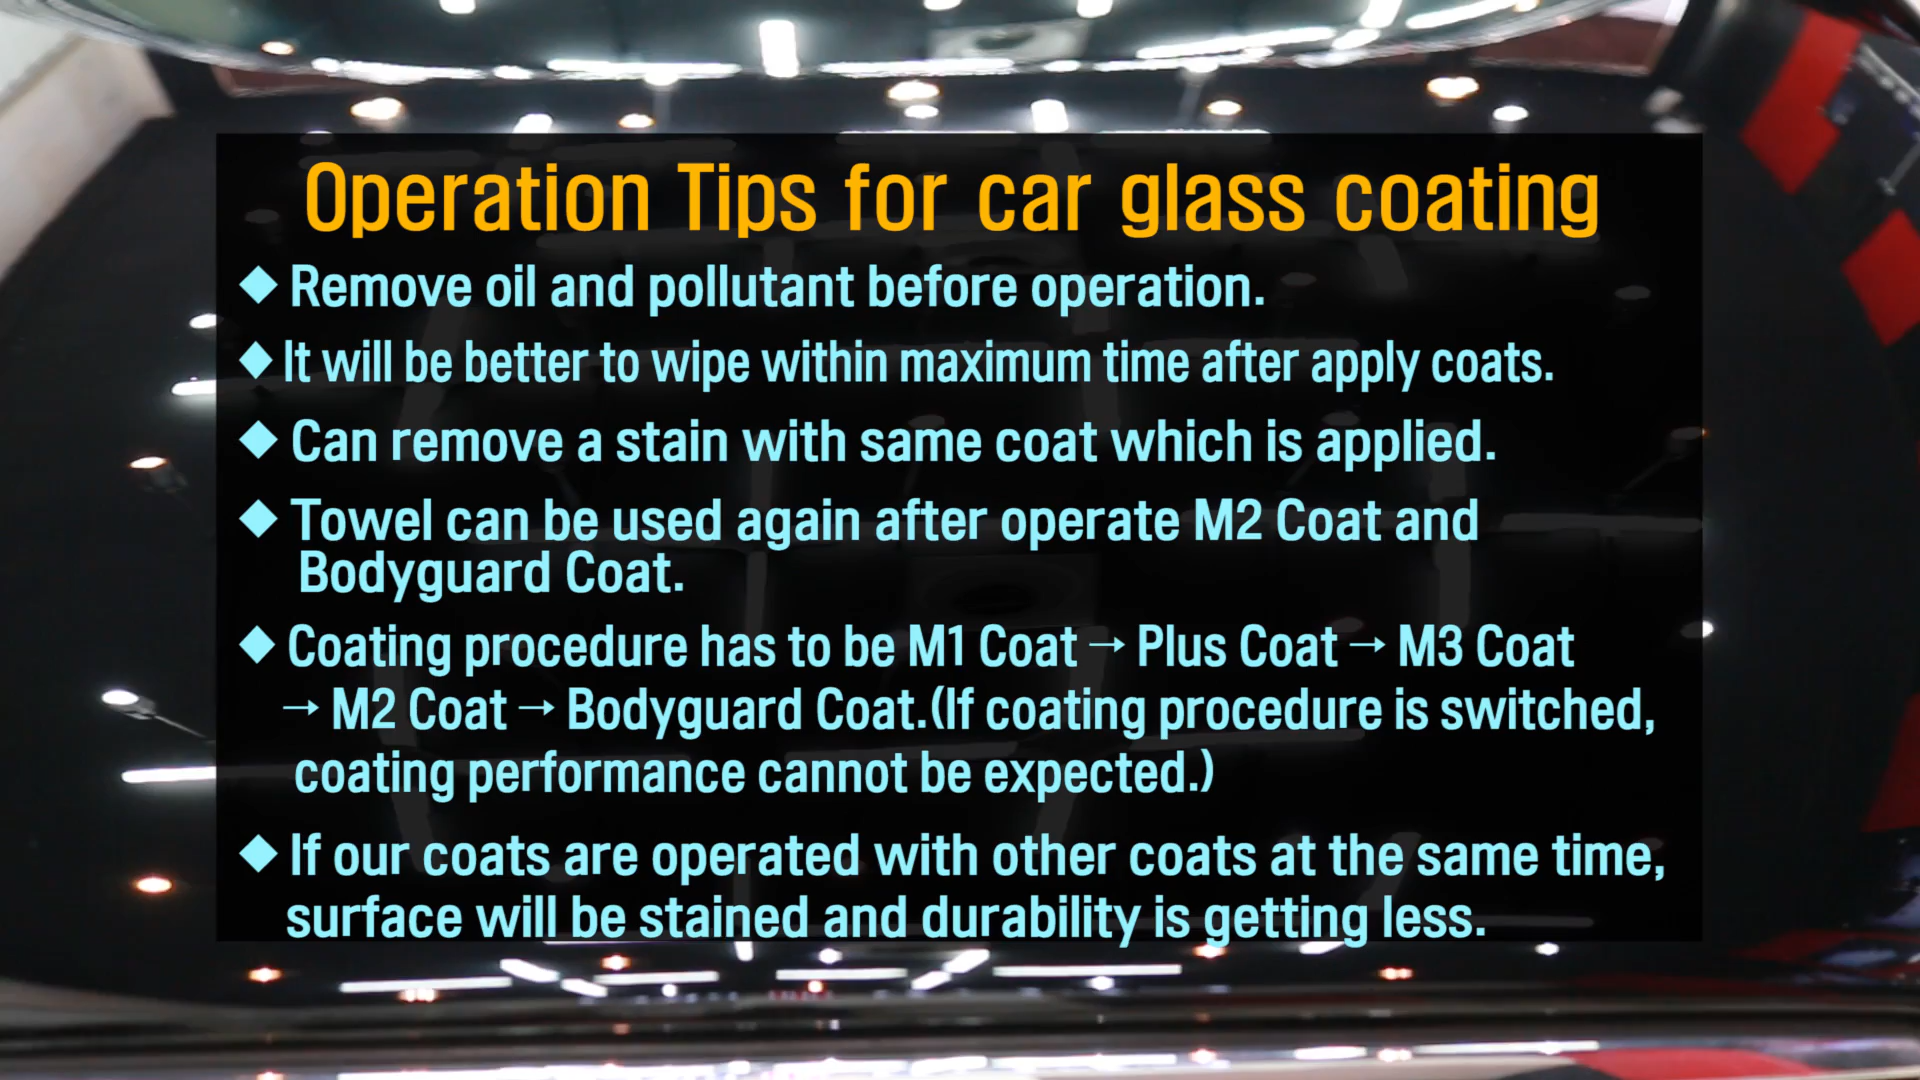 Operation Tips for car glass coating
◆ Remove oil and pollutant before operation.
◆ It will be better to wipe within maximum time after apply coats.
◆ Can remove a stain with same coat which is applied.
◆ Towel can be used again after operate M2 Coat and
Bodyguard Coat.
◆ Coating procedure has to be M1 Coat → Plus Coat → M3 Coat
→ M2 Coat → Bodyguard Coat.(If coating procedure is switched,
coating performance cannot be expected.)
◆ If our coats are operated with other coats at the same time,
surface will be stained and durability is getting less.